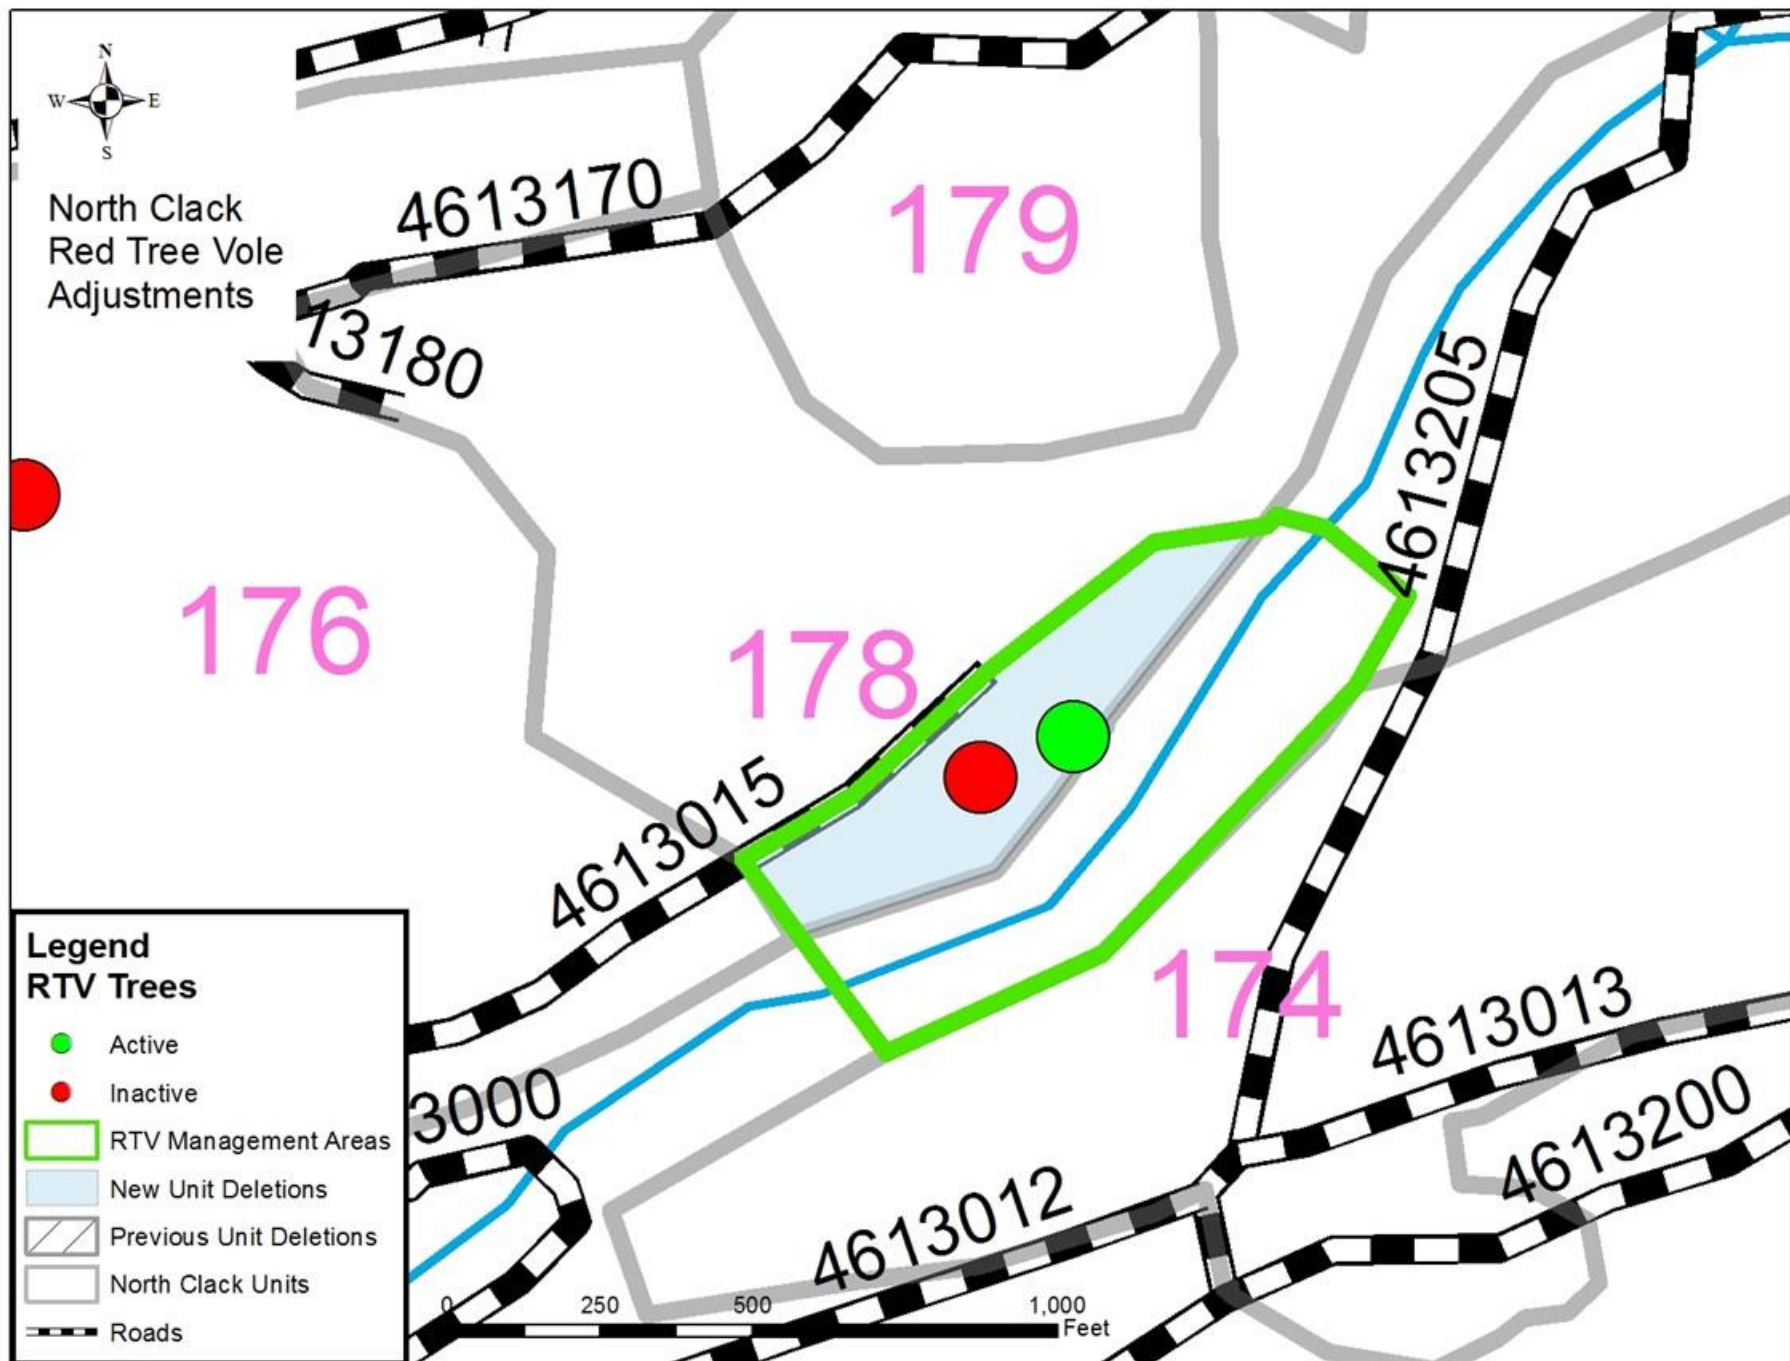 N
W E
S
North Clack
Red Tree Vole
Adjustments
4613170
179
13180
4613205
176
178
4613015
174
4613013
3000
4613200
4613012
Legend
RTV Trees
Active
Inactive
RTV Management Areas
New Unit Deletions
Previous Unit Deletions
North Clack Units
Roads
0 250 500 1,000
Feet